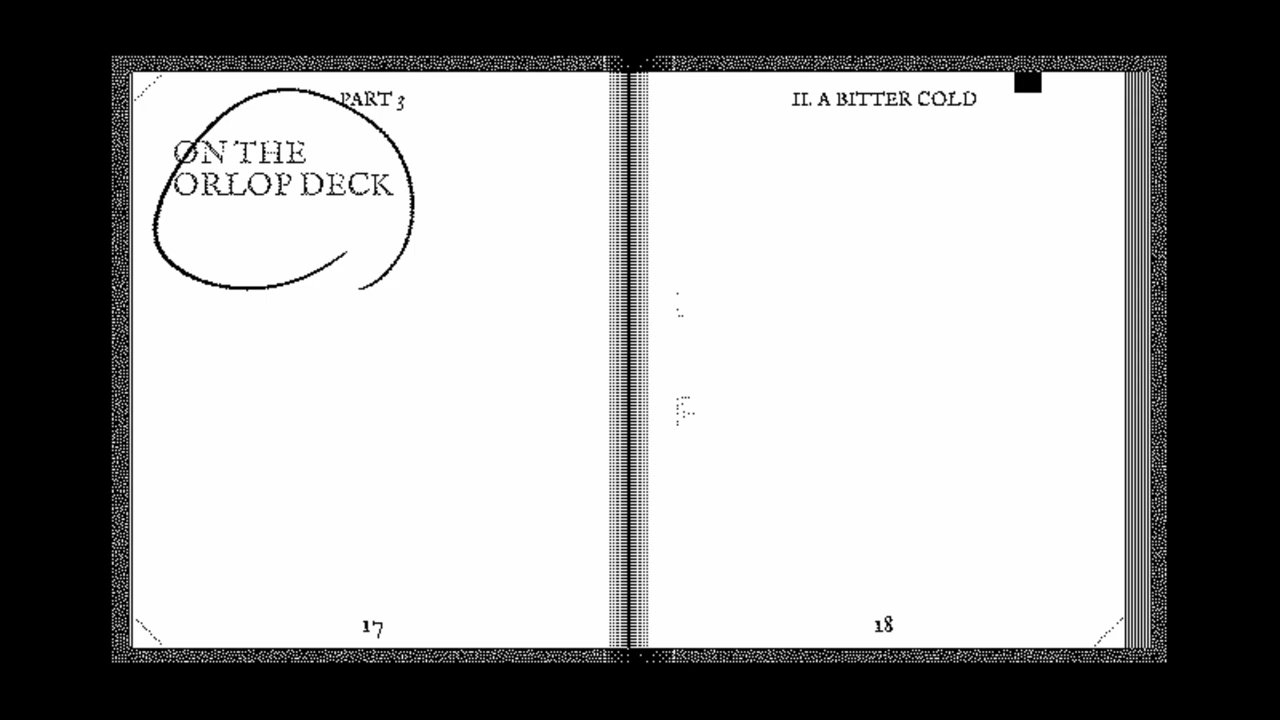 PART 3
ON THE
ORLOP DECK
17
II. A BITTER COLD
18